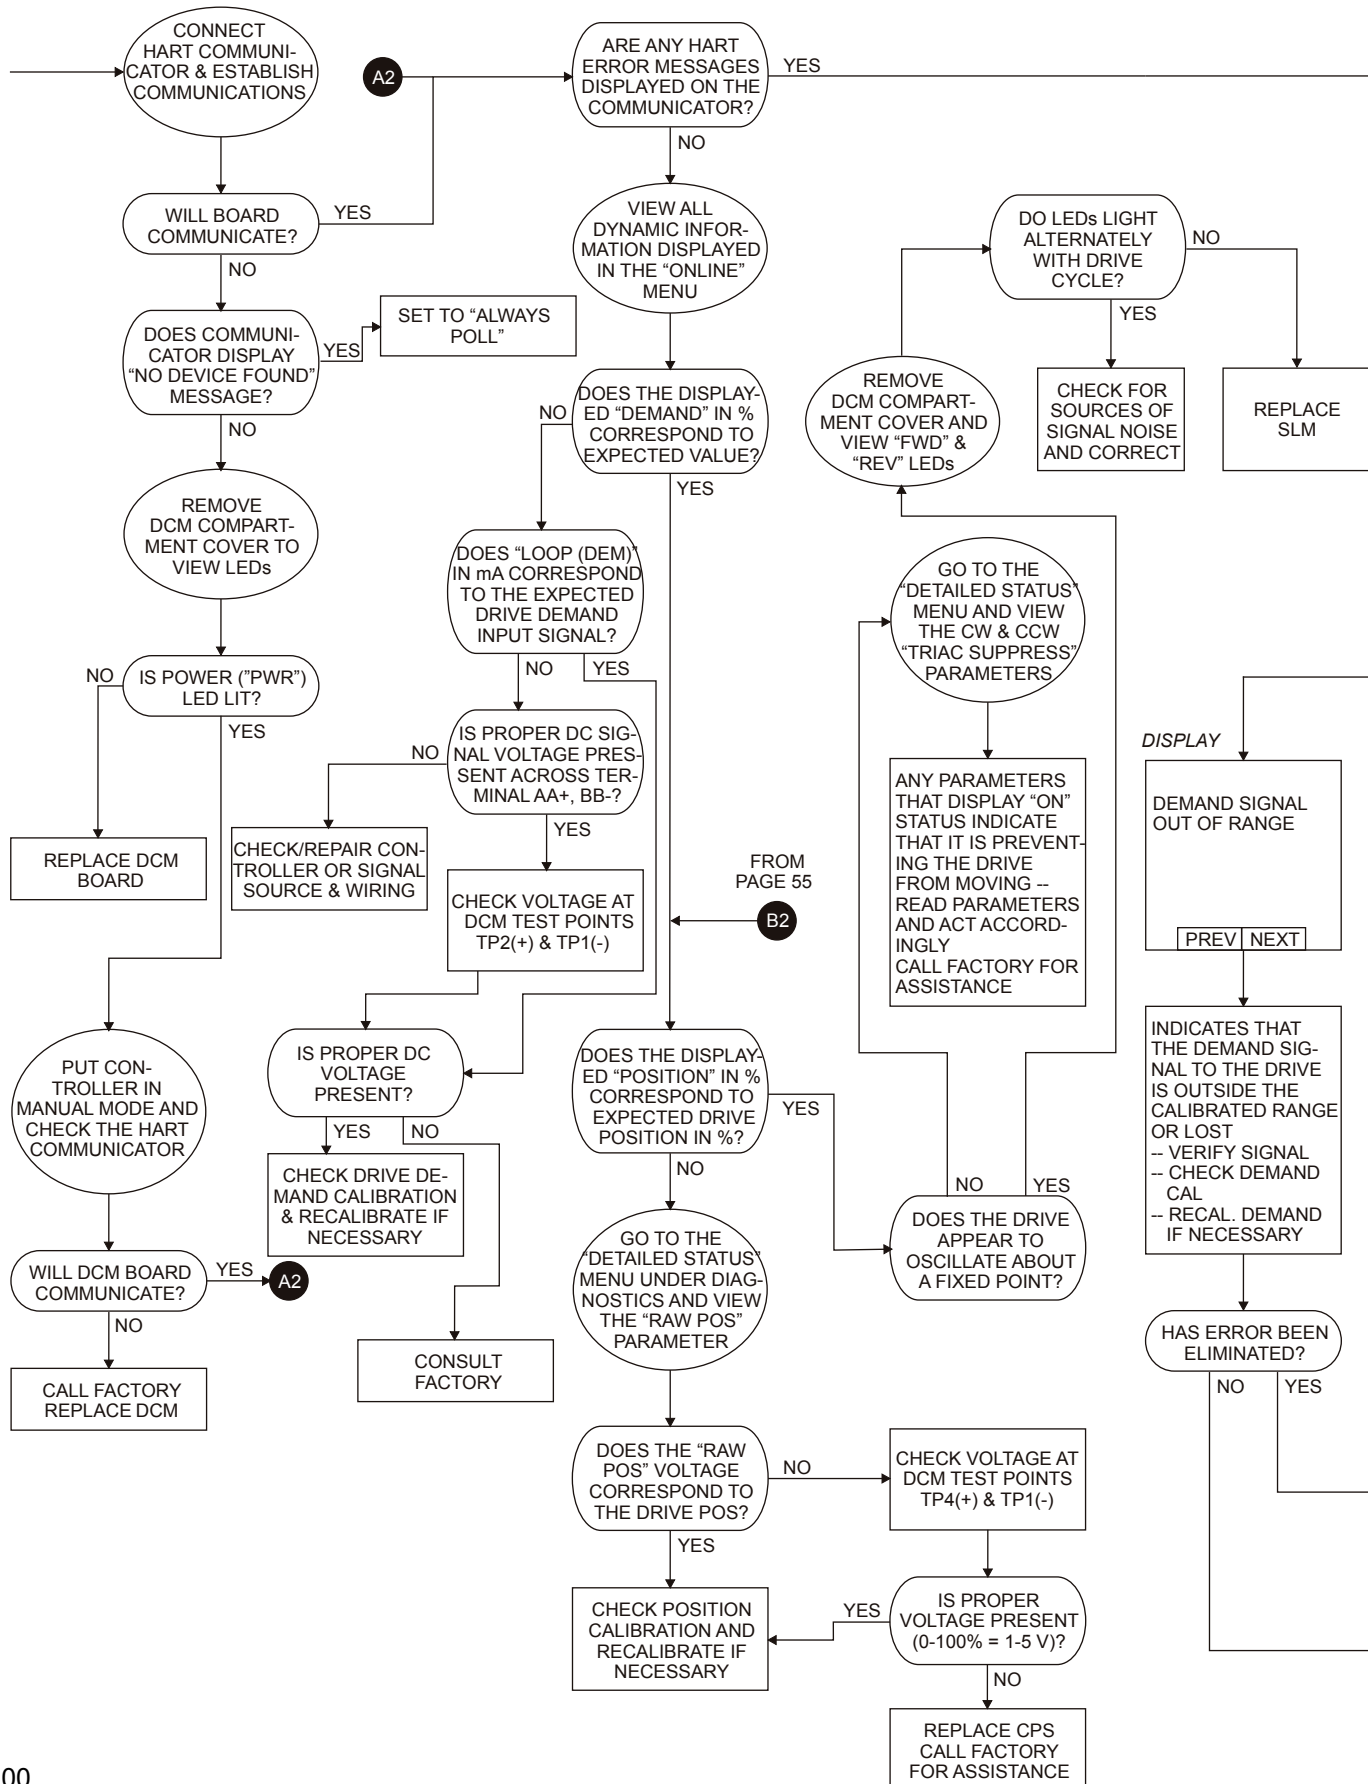 CONNECT
HART COMMUNI-
CATOR & ESTABLISH
COMMUNICATIONS
WILL BOARD
COMMUNICATE?
YES
NO
DOES COMMUNI-
CATOR DISPLAY
"NO DEVICE FOUND"
MESSAGE?
YES
SET TO "ALWAYS
POLL"
NO
REMOVE
DCM COMPART-
MENT COVER TO
VIEW LEDs
NO
IS POWER ("PWR")
LED LIT?
YES
REPLACE DCM
BOARD
PUT CON-
TROLLER IN
MANUAL MODE AND
CHECK THE HART
COMMUNICATOR
WILL DCM BOARD
COMMUNICATE?
YES
A2
NO
CALL FACTORY
REPLACE DCM
A2
ARE ANY HART
ERROR MESSAGES
DISPLAYED ON THE
COMMUNICATOR?
YES
NO
VIEW ALL
DYNAMIC INFOR-
MATION DISPLAYED
IN THE "ONLINE"
MENU
DOES THE DISPLAY-
ED "DEMAND" IN %
CORRESPOND TO
EXPECTED VALUE?
NO
YES
DOES "LOOP (DEM)"
IN mA CORRESPOND
TO THE EXPECTED
DRIVE DEMAND
INPUT SIGNAL?
NO
YES
IS PROPER DC SIG-
NAL VOLTAGE PRES-
SENT ACROSS TER-
MINAL AA+, BB-?
NO
YES
CHECK/REPAIR CON-
TROLLER OR SIGNAL
SOURCE & WIRING
CHECK VOLTAGE AT
DCM TEST POINTS
TP2(+) & TP1(-)
IS PROPER DC
VOLTAGE
PRESENT?
YES
NO
CHECK DRIVE DE-
MAND CALIBRATION
& RECALIBRATE IF
NECESSARY
CONSULT
FACTORY
FROM
PAGE 55
B2
DOES THE DISPLAY-
ED "POSITION" IN %
CORRESPOND TO
EXPECTED DRIVE
POSITION IN %?
YES
NO
GO TO THE
"DETAILED STATUS"
MENU UNDER DIAG-
NOSTICS AND VIEW
THE "RAW POS"
PARAMETER
DOES THE "RAW
POS" VOLTAGE
CORRESPOND TO
THE DRIVE POS?
NO
YES
CHECK POSITION
CALIBRATION AND
RECALIBRATE IF
NECESSARY
CHECK VOLTAGE AT
DCM TEST POINTS
TP4(+) & TP1(-)
IS PROPER
VOLTAGE PRESENT
(0-100% = 1-5 V)?
YES
NO
REPLACE CPS
CALL FACTORY
FOR ASSISTANCE
DOES THE DRIVE
APPEAR TO
OSCILLATE ABOUT
A FIXED POINT?
NO
YES
GO TO THE
"DETAILED STATUS"
MENU AND VIEW
THE CW & CCW
"TRIAC SUPPRESS"
PARAMETERS
ANY PARAMETERS
THAT DISPLAY "ON"
STATUS INDICATE
THAT IT IS PREVENT-
ING THE DRIVE
FROM MOVING --
READ PARAMETERS
AND ACT ACCORD-
INGLY
CALL FACTORY FOR
ASSISTANCE
REMOVE
DCM COMPART-
MENT COVER AND
VIEW "FWD" &
"REV" LEDs
DO LEDs LIGHT
ALTERNATELY
WITH DRIVE
CYCLE?
NO
YES
CHECK FOR
SOURCES OF
SIGNAL NOISE
AND CORRECT
REPLACE
SLM
DISPLAY
DEMAND SIGNAL
OUT OF RANGE
PREV NEXT
INDICATES THAT
THE DEMAND SIG-
NAL TO THE DRIVE
IS OUTSIDE THE
CALIBRATED RANGE
OR LOST
-- VERIFY SIGNAL
-- CHECK DEMAND
CAL
-- RECAL. DEMAND
IF NECESSARY
HAS ERROR BEEN
ELIMINATED?
NO
YES
00